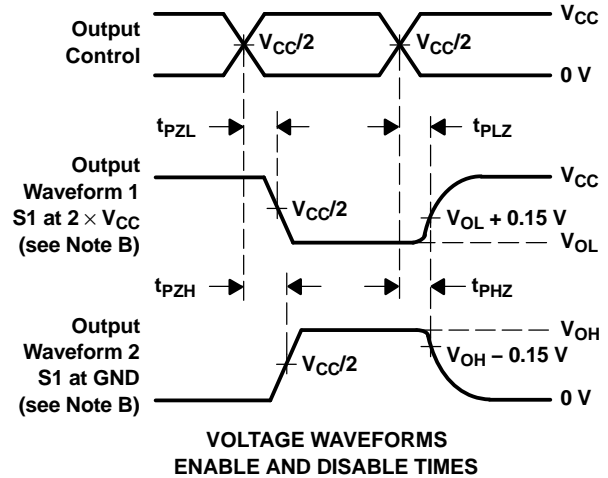 Output
Control
VCC/2
VCC/2
VCC
0 V
tPZL
tPLZ
Output
Waveform 1
S1 at 2 × VCC
(see Note B)
VCC/2
VCC
VOL + 0.15 V
VOL
tPZH
tPHZ
Output
Waveform 2
S1 at GND
(see Note B)
VCC/2
VOH
VOH − 0.15 V
0 V
VOLTAGE WAVEFORMS
ENABLE AND DISABLE TIMES